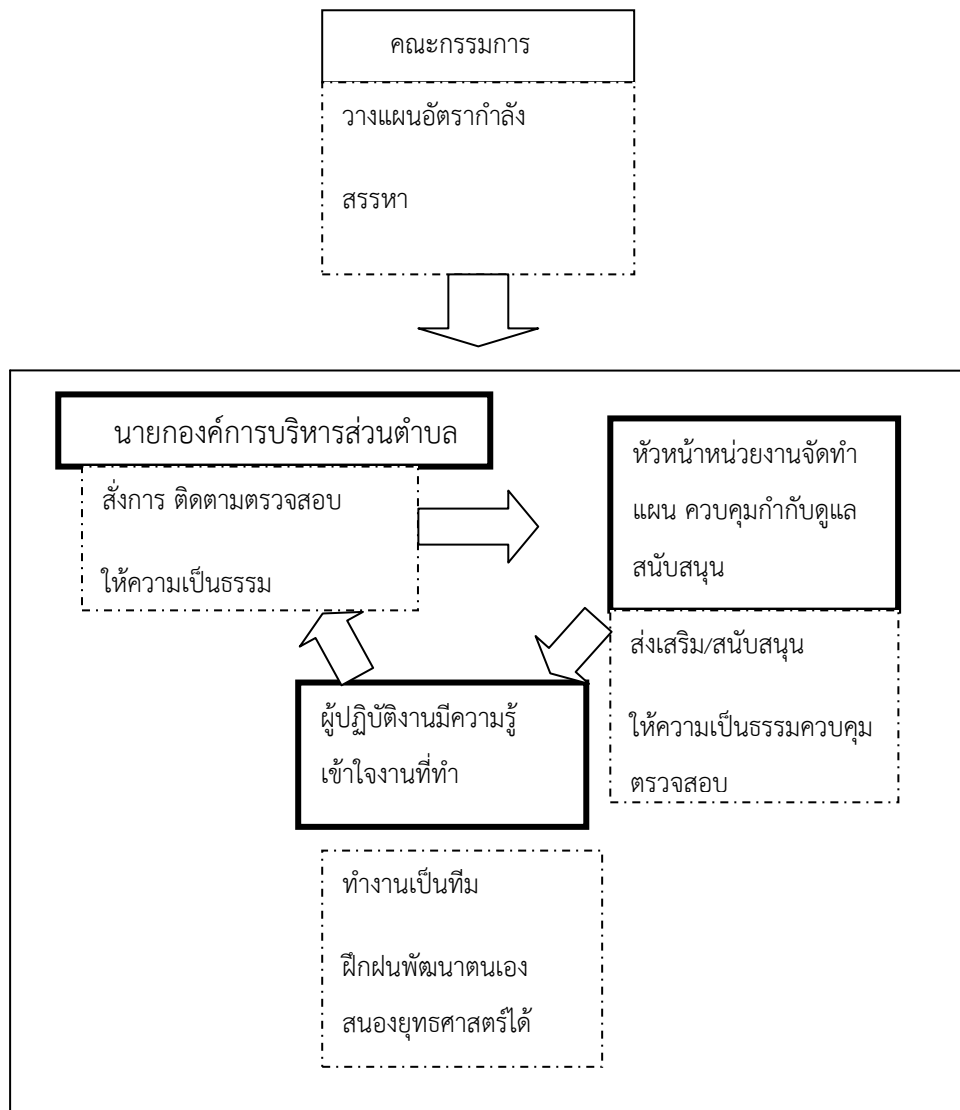 คณะกรรมการ
วางแผนอัตรากำลัง
สรรหา
นายกองค์การบริหารส่วนตำบล
สั่งการ ติดตามตรวจสอบ
ให้ความเป็นธรรม
หัวหน้าหน่วยงานจัดทำ
แผน ควบคุมกำกับดูแล
สนับสนุน
ส่งเสริม/สนับสนุน
ให้ความเป็นธรรมควบคุม
ตรวจสอบ
ผู้ปฏิบัติงานมีความรู้
เข้าใจงานที่ทำ
ทำงานเป็นทีม
ฝึกฝนพัฒนาตนเอง
สนองยุทธศาสตร์ได้